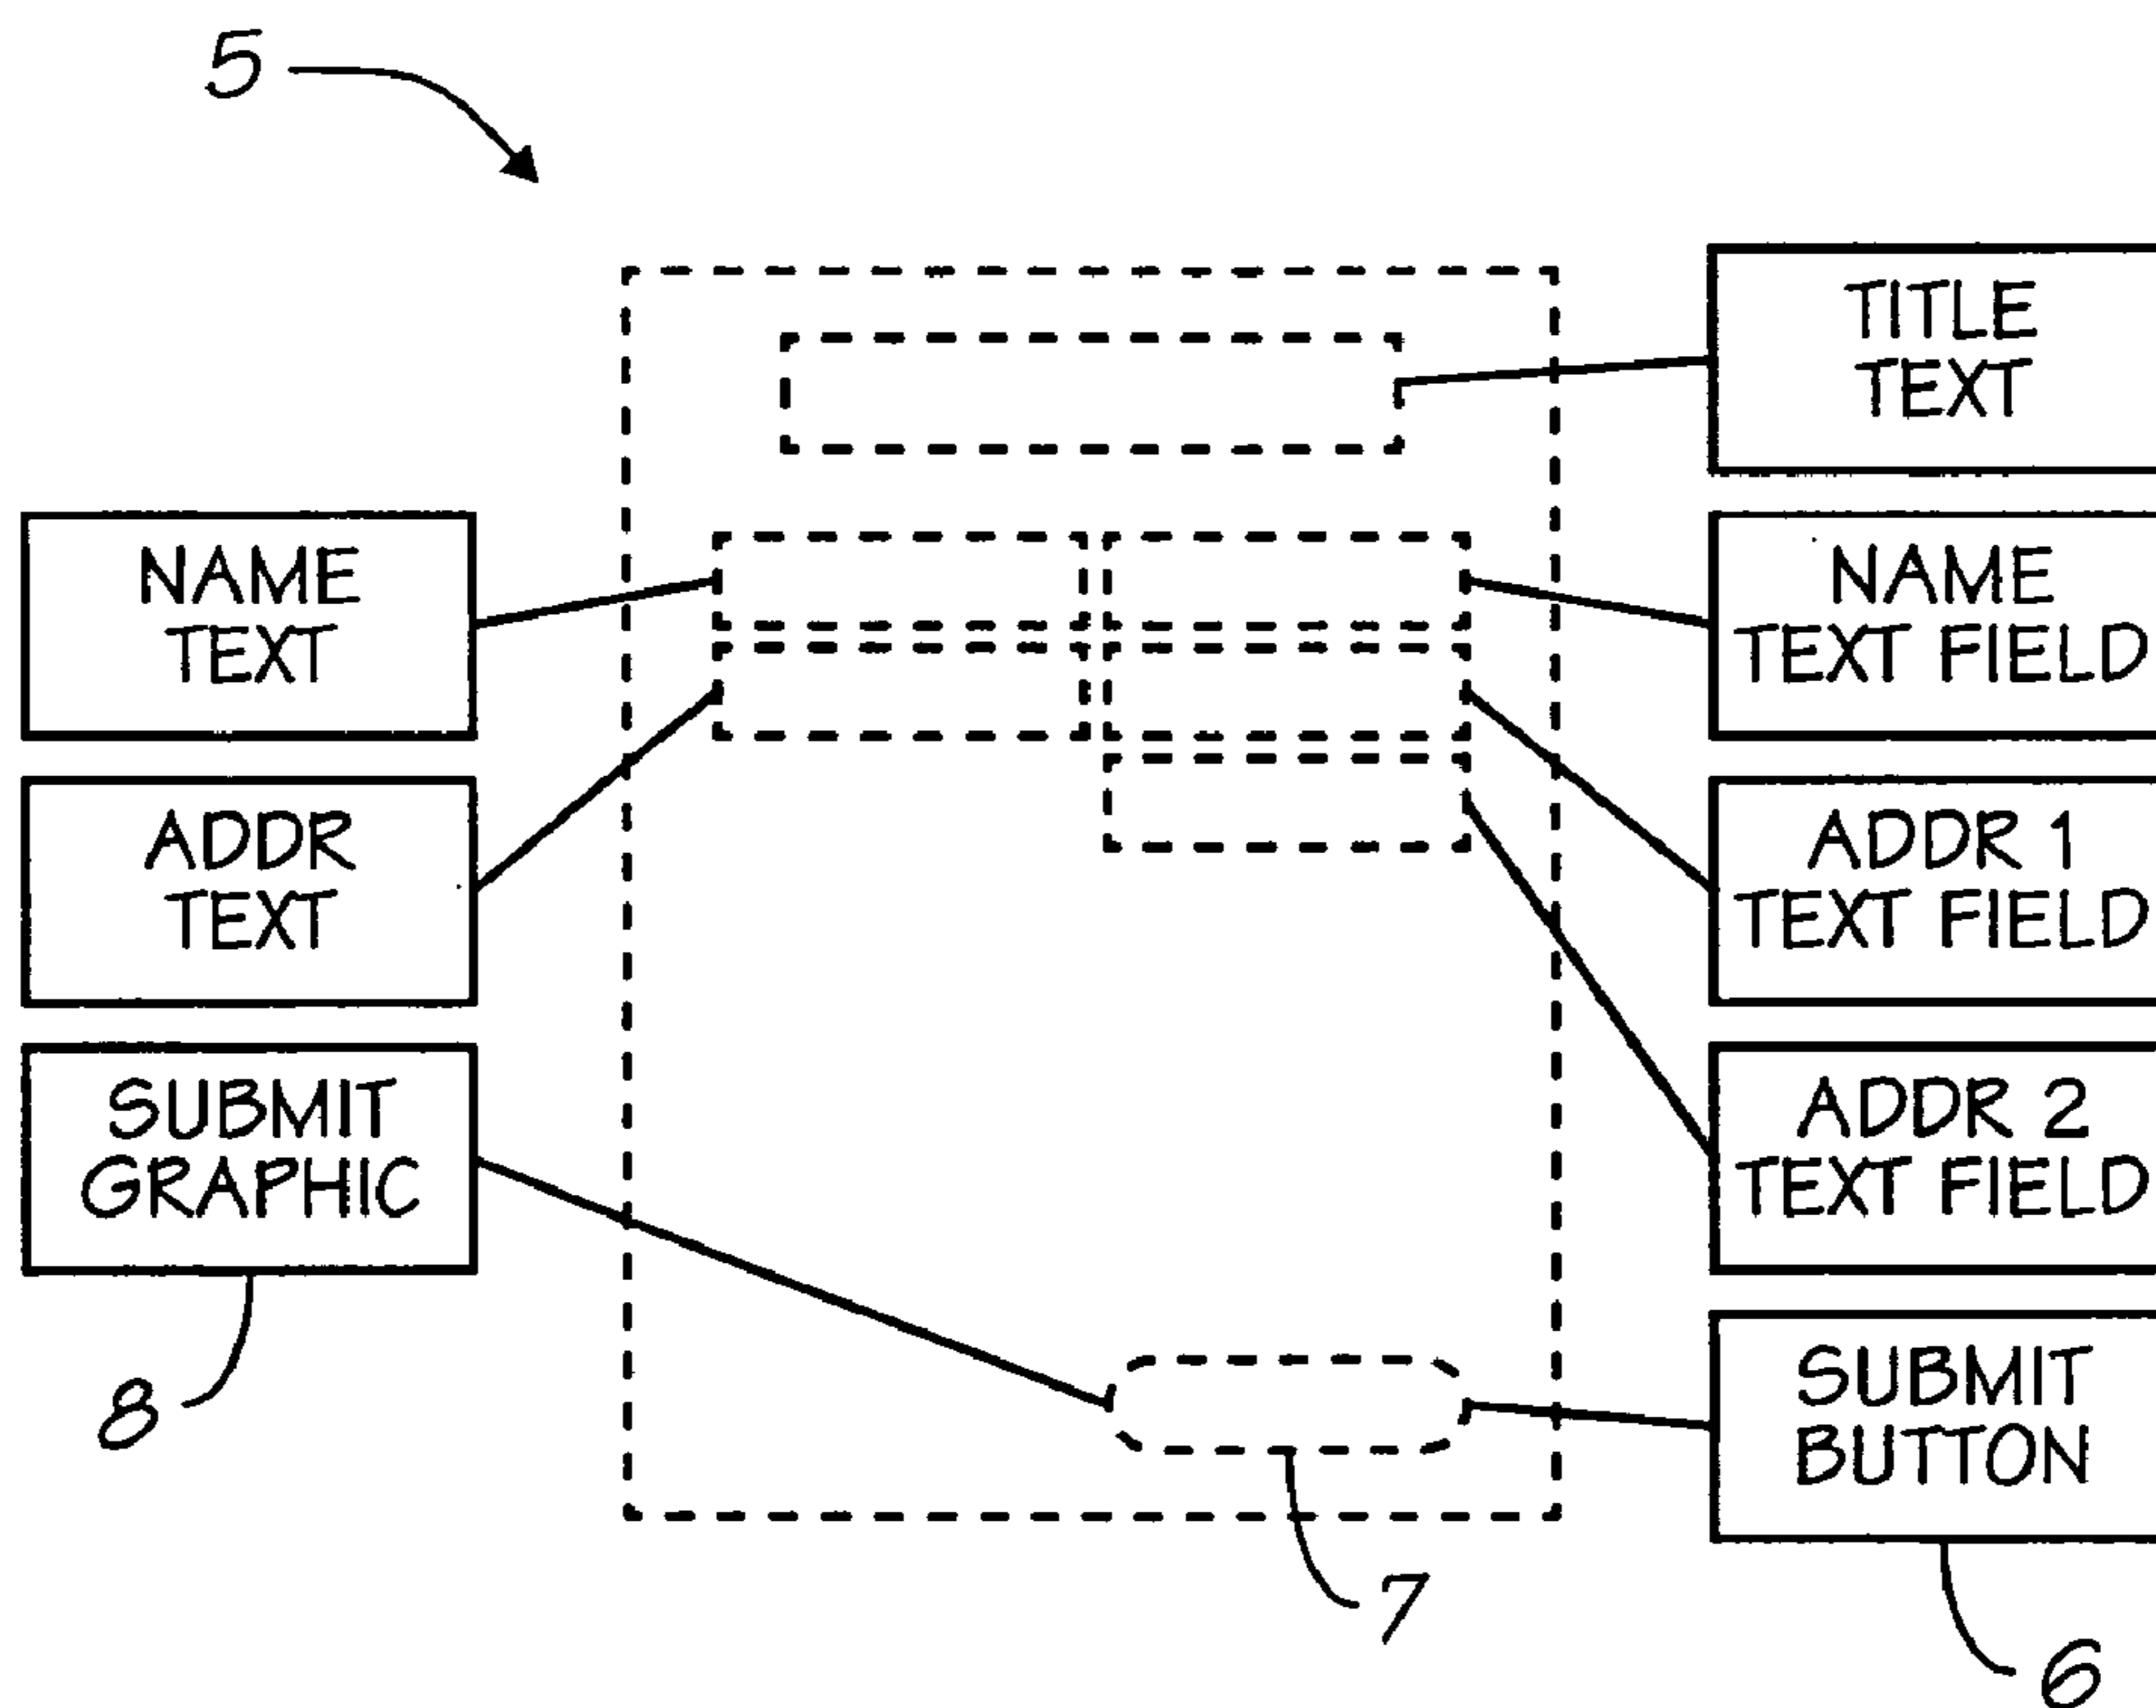 5
TITLE
TEXT
NAME
TEXT
NAME
TEXT FIELD
ADDR
TEXT
ADDR 1
TEXT FIELD
SUBMIT
GRAPHIC
ADDR 2
TEXT FIELD
SUBMIT
BUTTON
8
7
6